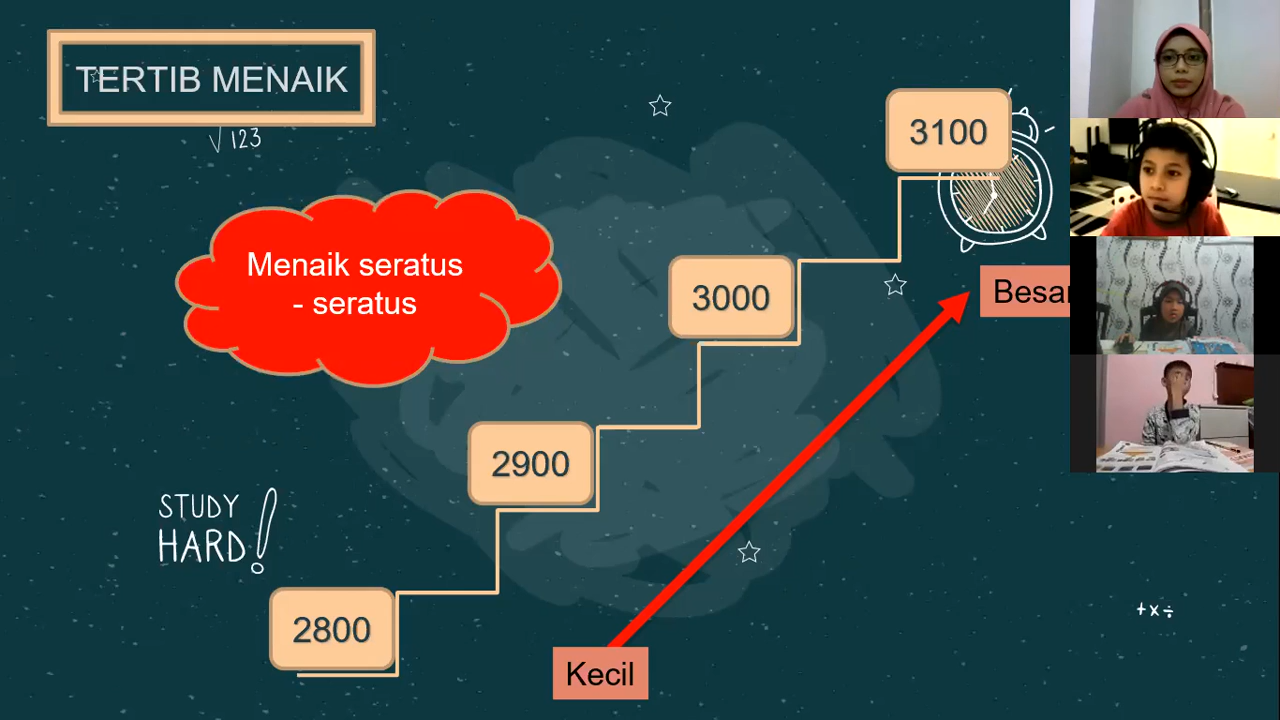 TERTIB MENAIK
√123
Menaik seratus
- seratus
3100
Besar
3000
2900
STUDY
HARD!
2800
Kecil
+x÷